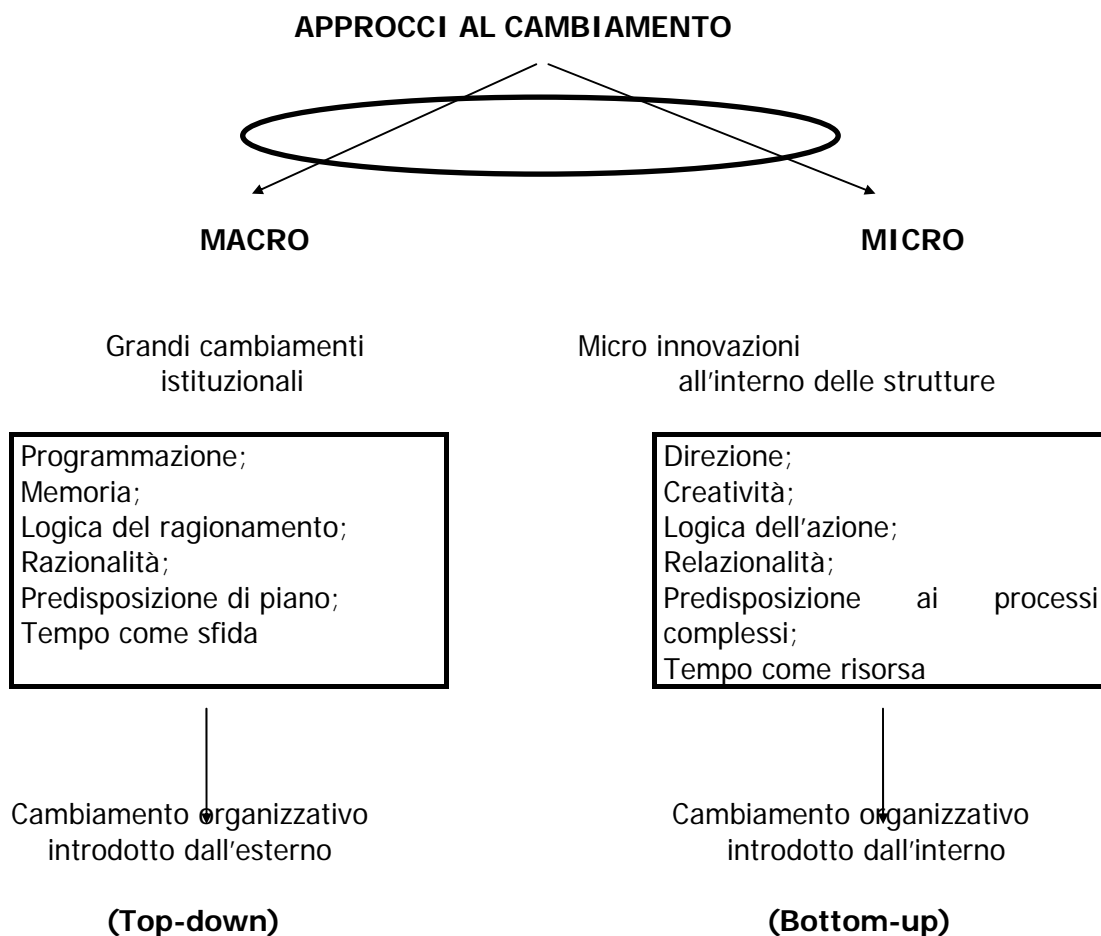 APPROCCI AL CAMBIAMENTO
MACRO
Grandi cambiamenti
istituzionali
Programmazione;
Memoria;
Logica del ragionamento;
Razionalità;
Predisposizione di piano;
Tempo come sfida
Cambiamento organizzativo
introdotto dall'esterno
(Top-down)
MICRO
Micro innovazioni
all'interno delle strutture
Direzione;
Creatività;
Logica dell'azione;
Relazionalità;
Predisposizione ai processi
complessi;
Tempo come risorsa
Cambiamento organizzativo
introdotto dall'interno
(Bottom-up)